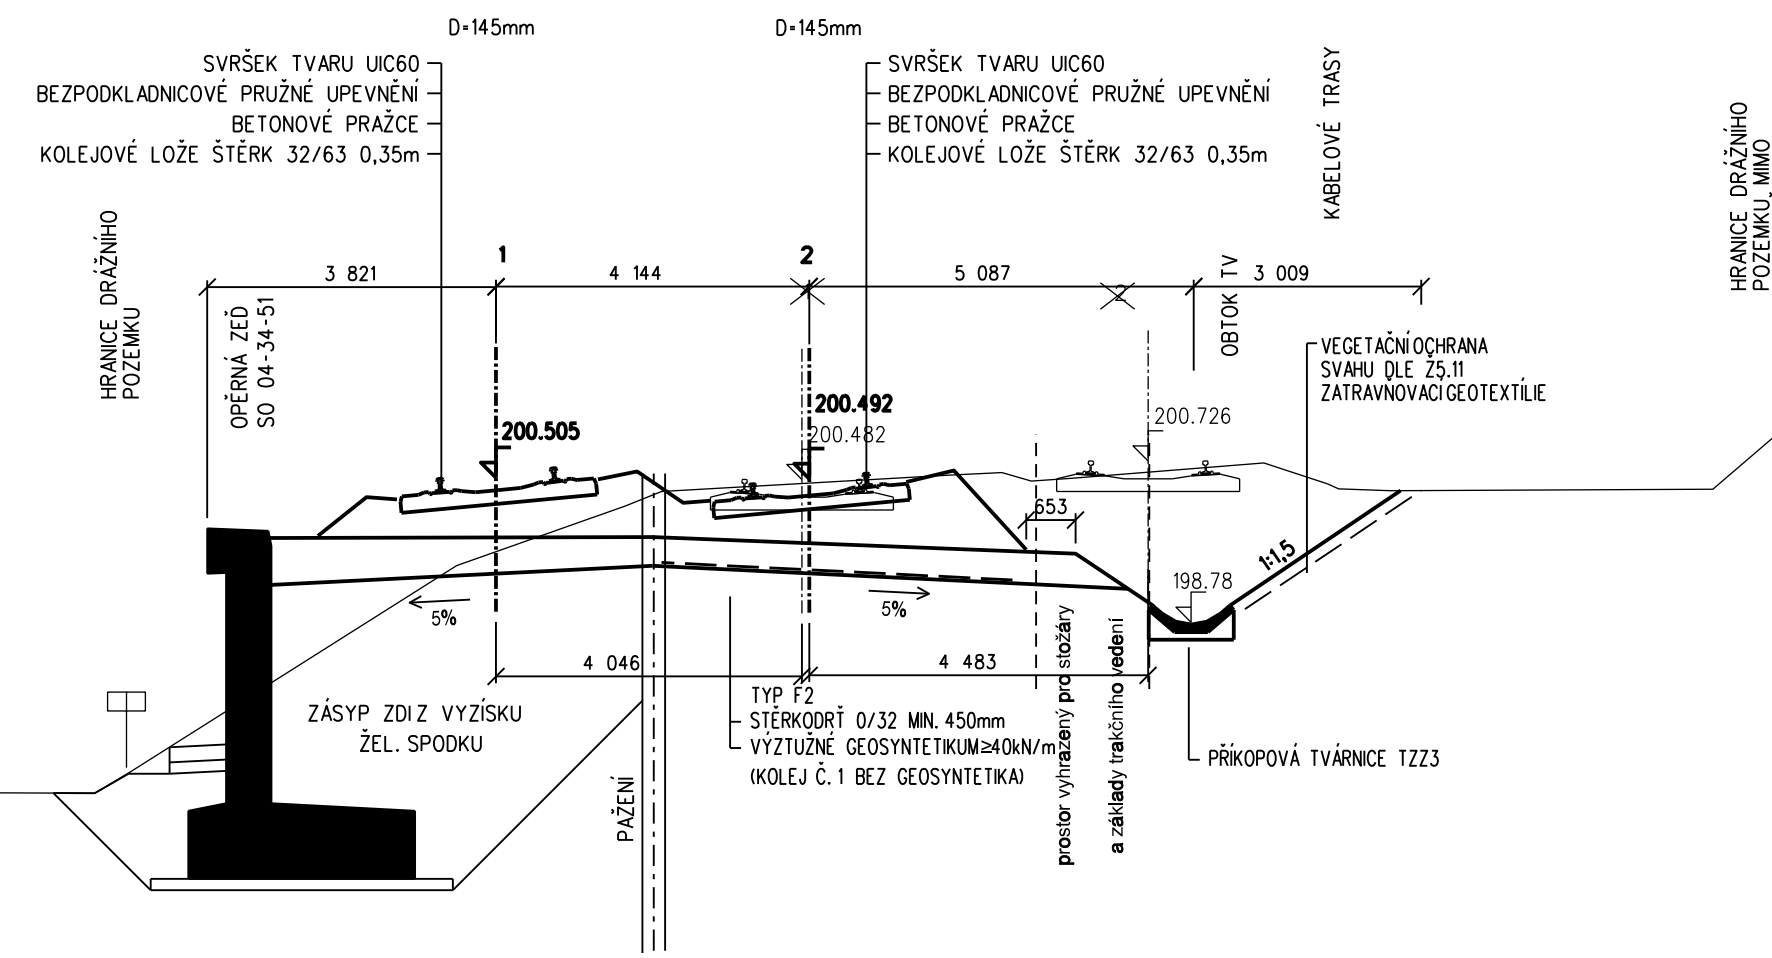 D=145mm
D=145mm
SVRŠEK TVARU UIC60
BEZPODKLADNICOVÉ PRUŽNÉ UPEVNĚNÍ
BETONOVÉ PRAŽCE
KOLEJOVÉ LOŽE ŠTĚRK 32/63 0,35m
SVRŠEK TVARU UIC60
BEZPODKLADNICOVÉ PRUŽNÉ UPEVNĚNÍ
BETONOVÉ PRAŽCE
KOLEJOVÉ LOŽE ŠTĚRK 32/63 0,35m
KABELOVÉ TRASY
HRANICE DRÁŽNÍHO
POZEMKU, MIMO
HRANICE DRÁŽNÍHO
POZEMKU
1
2
3 821
4 144
5 087
3 009
2
OPĚRNÁ ZEĎ
SO 04-34-51
OBTOK TV
VEGETAČNÍ OCHRANA
SVAHU DLE Ž5.11
ZATRAVŇOVACÍ GEOTEXTÍLIE
200.505
200.492
200.482
200.726
653
1:1,5
198.78
5%
5%
4 046
4 483
ZÁSYP ZDI Z VYZÍSKU
ŽEL. SPODKU
TYP F2
ŠTĚRKODRŤ 0/32 MIN. 450mm
VÝZTUŽNÉ GEOSYNTETIKUM≥40kN/m
(KOLEJ Č. 1 BEZ GEOSYNTETIKA)
PAŽENÍ
prostor vyhrazený pro stožáry
a základy trakčního vedení
PŘÍKOPOVÁ TVÁRNICE TZZ3